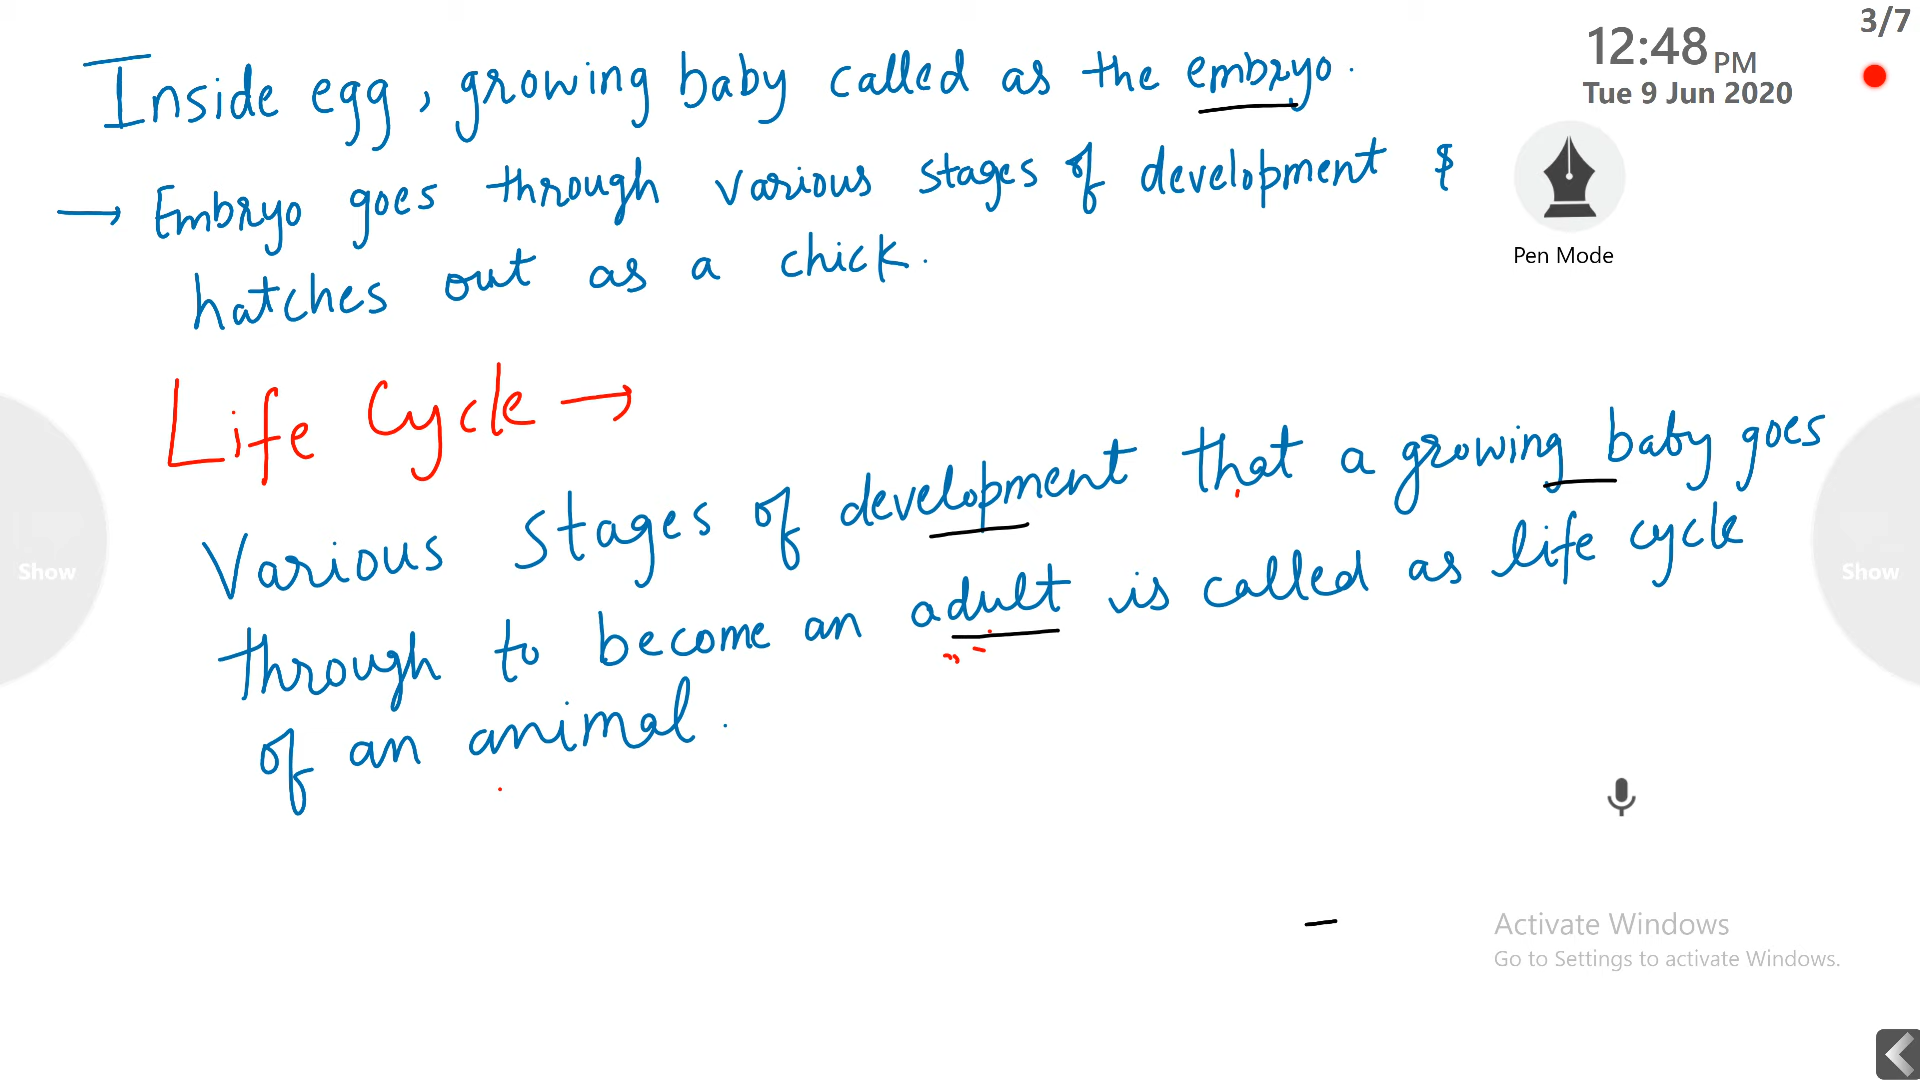 3/7
12:48 PM
Tue 9 Jun 2020
Inside egg, growing baby called as the embryo.
→ Embryo goes through various stages of development &
hatches out as a chick.
Pen Mode
Life Cycle →
Various stages of development that a growing baby goes
through to become an adult is called as life cycle
of an animal.
Show
Show
Activate Windows
Go to Settings to activate Windows.